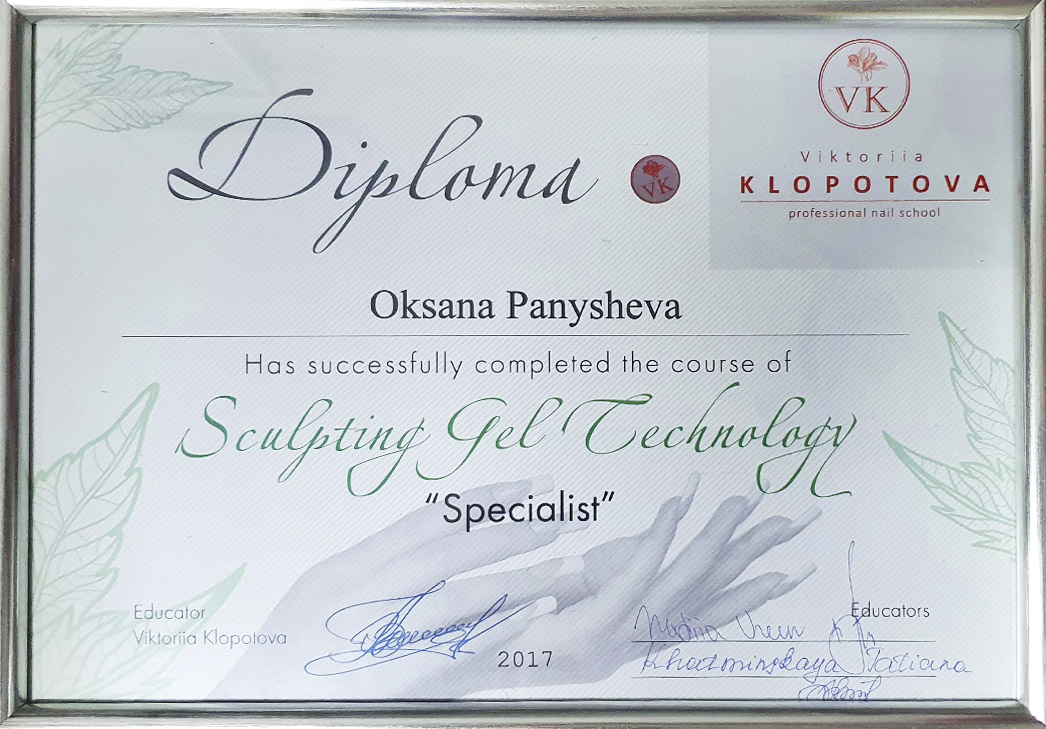 VK
Viktoriia
KLOPOTOVA
professional nail school
Diploma
VK
Oksana Panysheva
Has successfully completed the course of
Sculpting Gel Technology
“Specialist”
Educator
Viktoriia Klopotova
2017
Educators
Tatiana